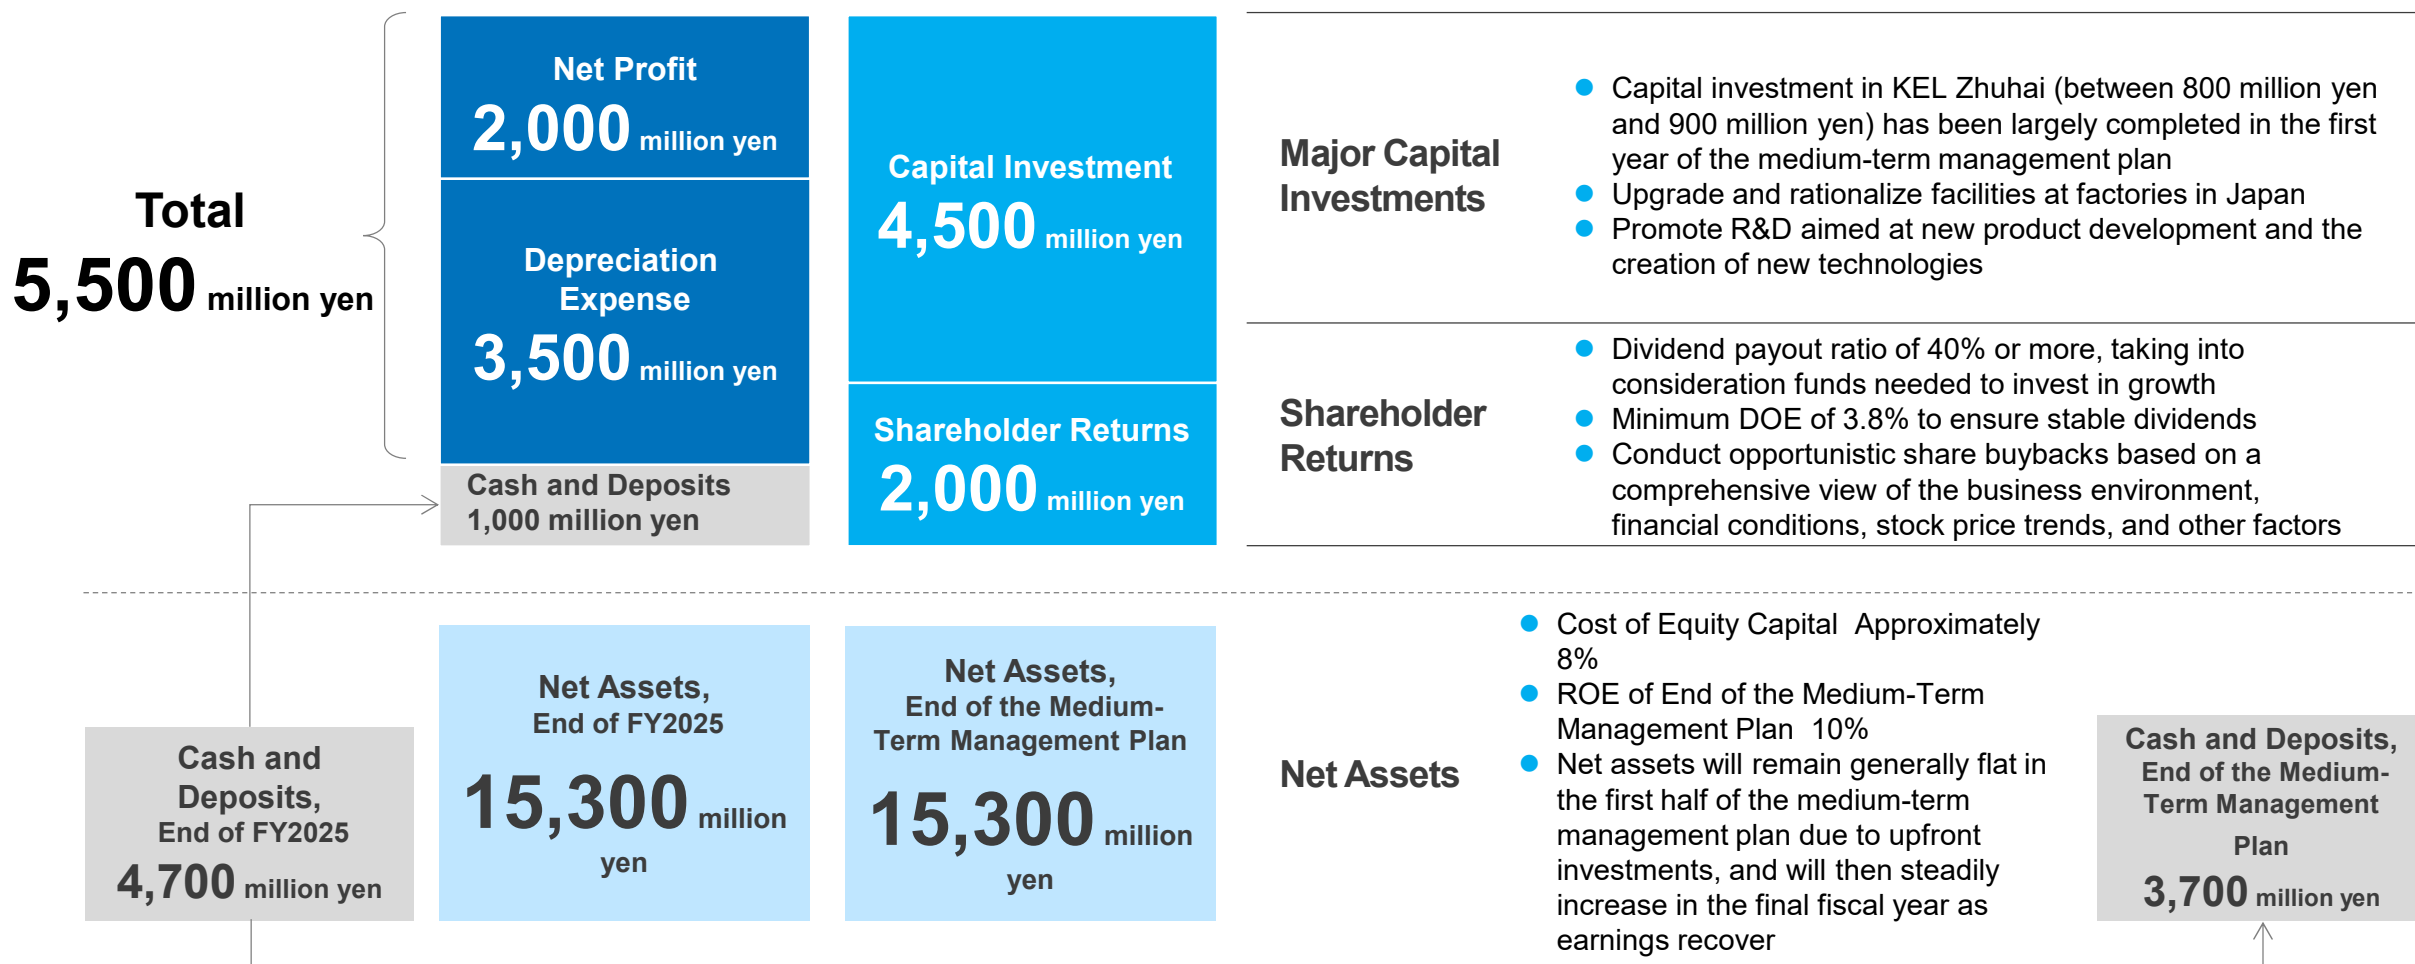 Total
5,500 million yen
Net Profit
2,000 million yen
Depreciation
Expense
3,500 million yen
Cash and Deposits
1,000 million yen
Capital Investment
4,500 million yen
Shareholder Returns
2,000 million yen
Major Capital
Investments
Capital investment in KEL Zhuhai (between 800 million yen
and 900 million yen) has been largely completed in the first
year of the medium-term management plan
Upgrade and rationalize facilities at factories in Japan
Promote R&D aimed at new product development and the
creation of new technologies
Shareholder
Returns
Dividend payout ratio of 40% or more, taking into
consideration funds needed to invest in growth
Minimum DOE of 3.8% to ensure stable dividends
Conduct opportunistic share buybacks based on a
comprehensive view of the business environment,
financial conditions, stock price trends, and other factors
Cash and
Deposits,
End of FY2025
4,700 million yen
Net Assets,
End of FY2025
15,300 million
yen
Net Assets,
End of the Medium-
Term Management Plan
15,300 million
yen
Net Assets
Cost of Equity Capital Approximately
8%
ROE of End of the Medium-Term
Management Plan 10%
Net assets will remain generally flat in
the first half of the medium-term
management plan due to upfront
investments, and will then steadily
increase in the final fiscal year as
earnings recover
Cash and Deposits,
End of the Medium-
Term Management
Plan
3,700 million yen